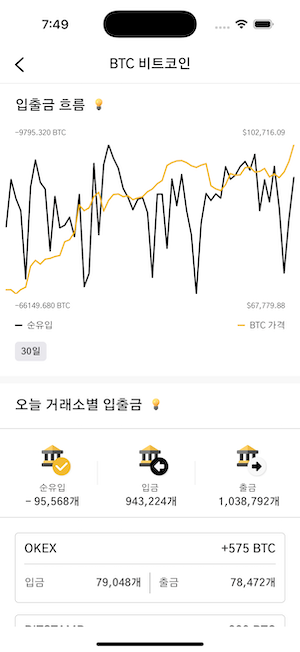 7:49
BTC 비트코인
입출금 흐름
−9795.320 BTC
$102,716.09
−66149.680 BTC
$67,779.88
순유입
BTC 가격
30일
오늘 거래소별 입출금
순유입
입금
출금
− 95,568개
943,224개
1,038,792개
OKEX
+575 BTC
입금
79,048개
출금
78,472개